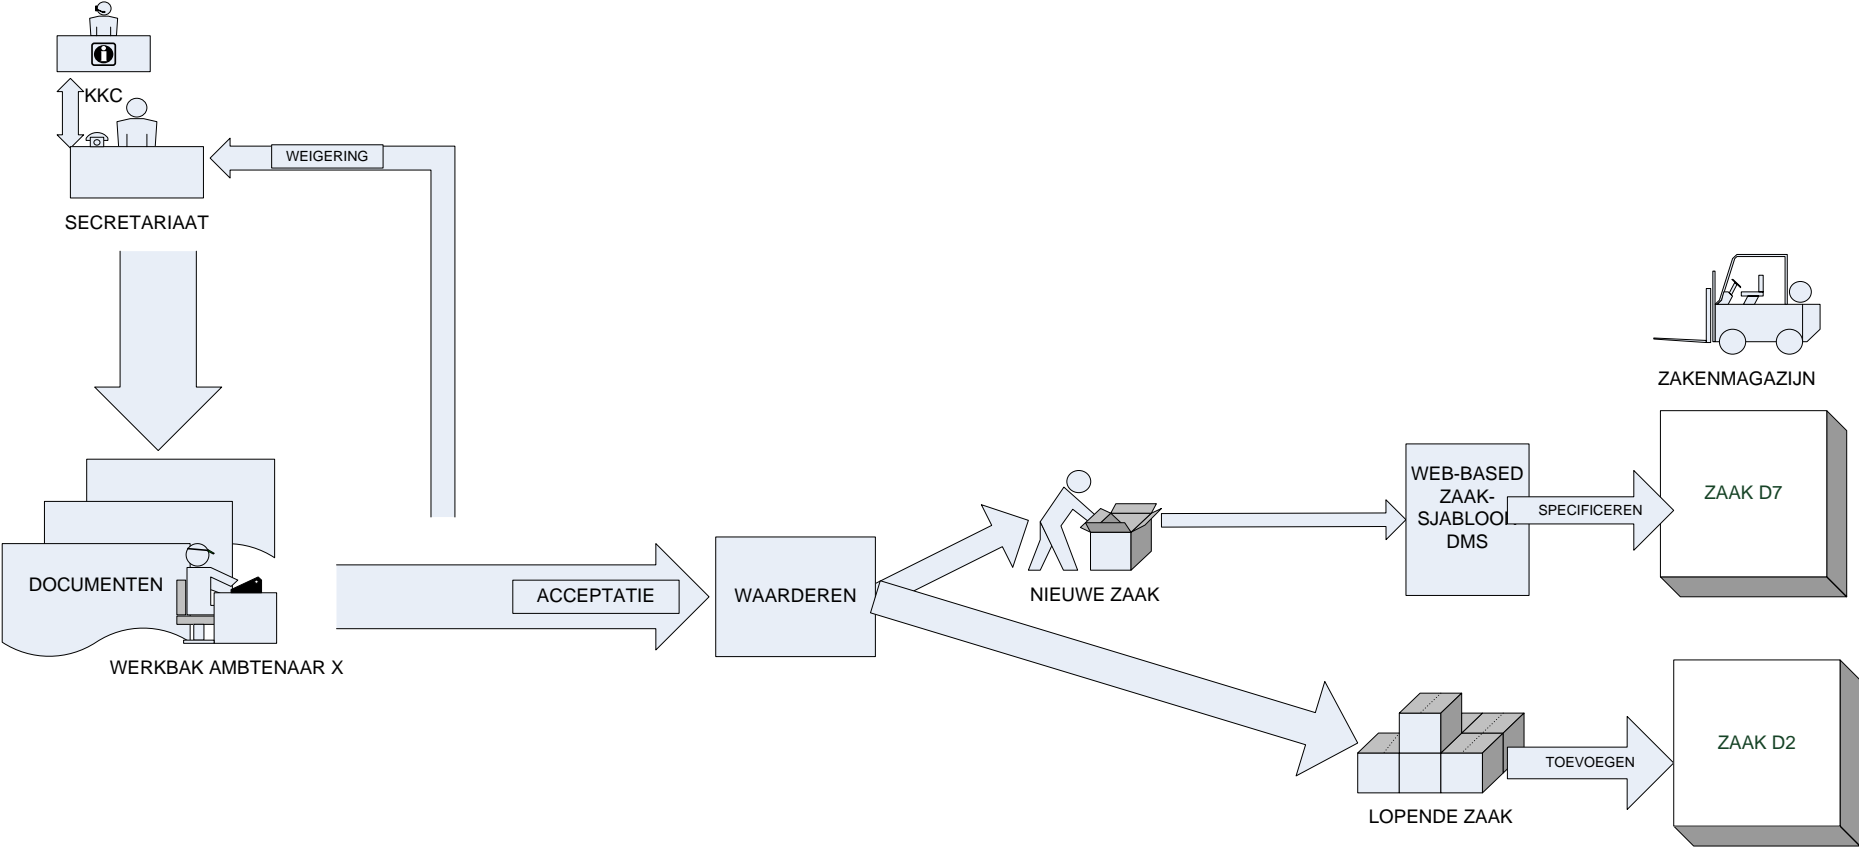 KKC
WEIGERING
SECRETARIAAT
ZAKENMAGAZIJN
DOCUMENTEN
WERKBAK AMBTENAAR X
ACCEPTATIE
WAARDEREN
NIEUWE ZAAK
WEB-BASED
ZAAK-
SJABLOON
DMS
SPECIFICEREN
ZAAK D7
LOPENDE ZAAK
TOEVOEGEN
ZAAK D2